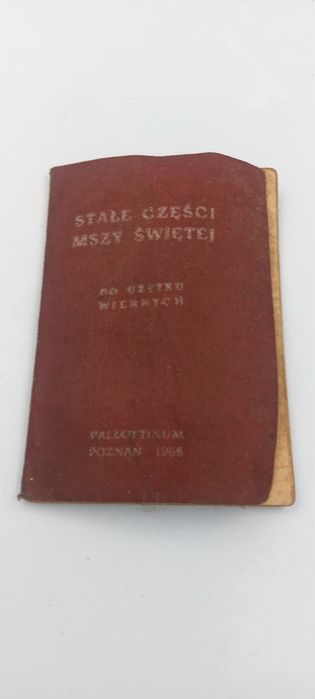 STAŁE CZĘŚCI
MSZY ŚWIĘTEJ
DO UŻYTKU
WIERNYCH
PALLOTTINUM
POZNAŃ 1966